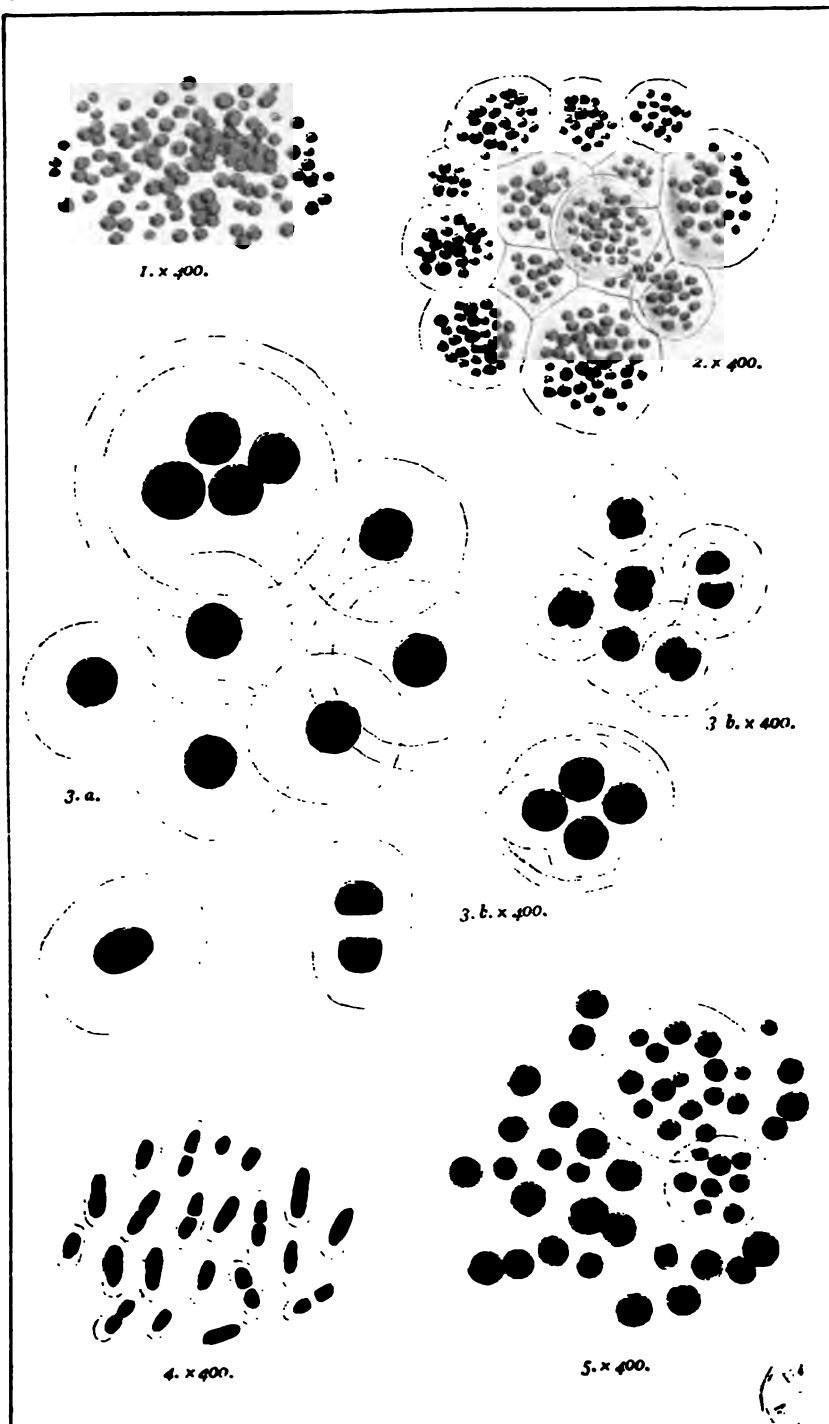 1. × 400.
2. × 400.
3 b. × 400.
3. a.
3. c. × 400.
4. × 400.
5. × 400.